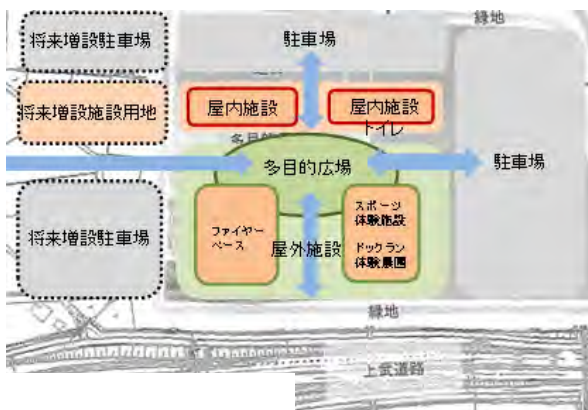 緑地
将来増設駐車場
駐車場
将来増設施設用地
屋内施設
屋内施設
トイレ
多目的広場
駐車場
将来増設駐車場
ファイヤー
ベース
屋外施設
スポーツ
体験施設
ドックラン
体験農園
緑地
上武道路